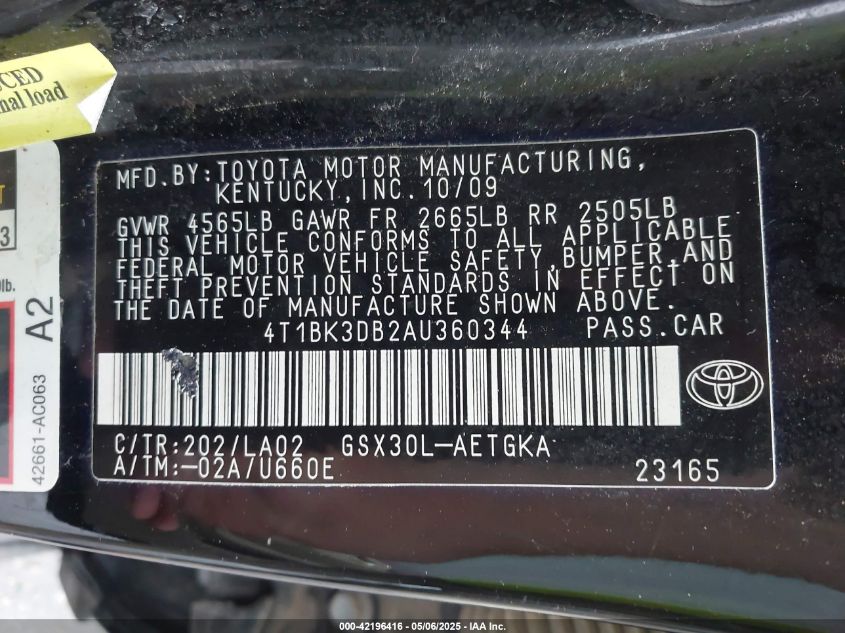 CED
nal load
T
3
lb.
A2
42661-AC063
MFD.BY:TOYOTA MOTOR MANUFACTURING,
KENTUCKY,INC.10/09
GVWR 4565LB GAWR FR 2665LB RR 2505LB
THIS VEHICLE CONFORMS TO ALL APPLICABLE
FEDERAL MOTOR VEHICLE SAFETY,BUMPER,AND
THEFT PREVENTION STANDARDS IN EFFECT ON
THE DATE OF MANUFACTURE SHOWN ABOVE.
4T1BK3DB2AU360344 PASS.CAR
C/TR:202/LA02 GSX30L-AETGKA
A/TM:-02A/U660E 23165
000-42196416 - 05/06/2025 - IAA Inc.